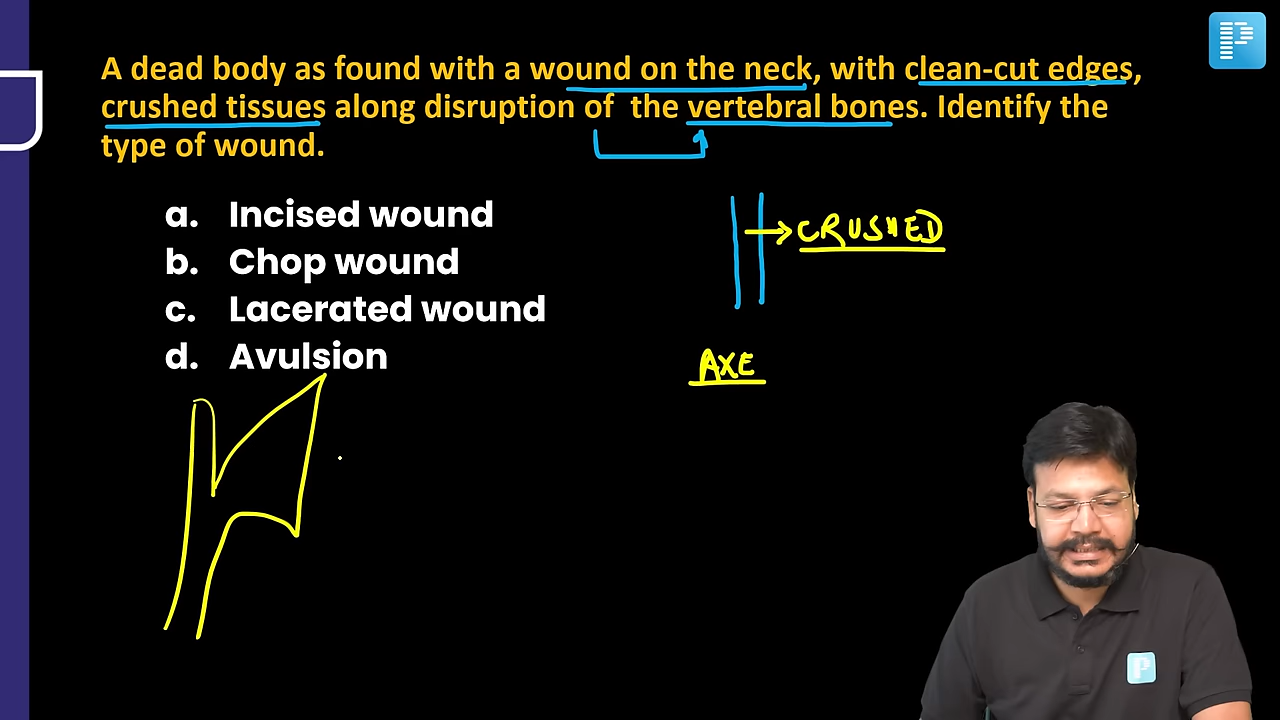 A dead body as found with a wound on the neck, with clean-cut edges,
crushed tissues along disruption of the vertebral bones. Identify the
type of wound.
a. Incised wound
b. Chop wound
c. Lacerated wound
d. Avulsion
CRUSHED
AXE